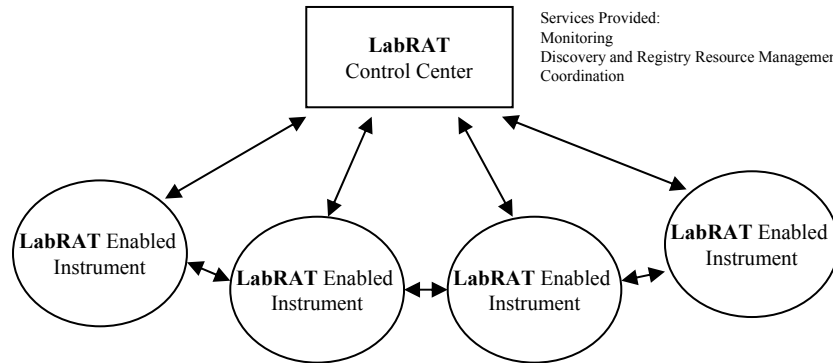 LabRAT
Control Center
Services Provided:
Monitoring
Discovery and Registry Resource Management
Coordination
LabRAT Enabled
Instrument
LabRAT Enabled
Instrument
LabRAT Enabled
Instrument
LabRAT Enabled
Instrument